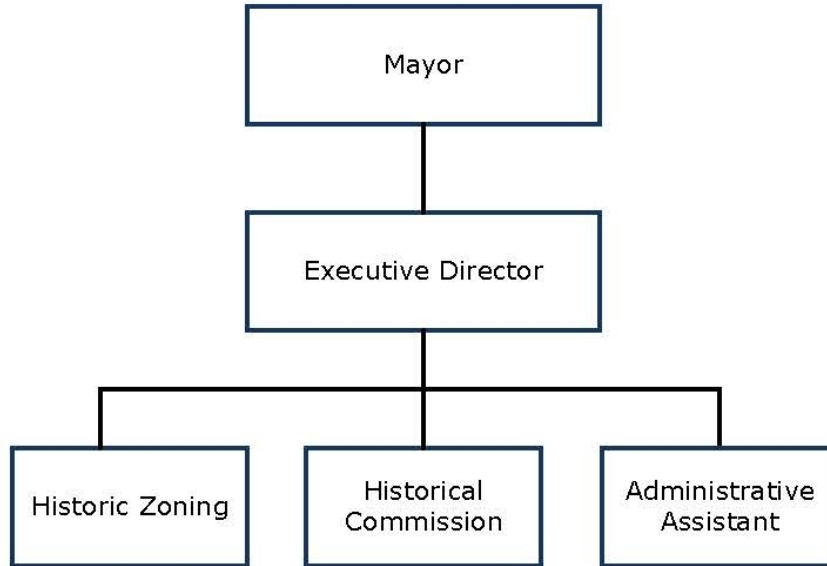 Mayor
Executive Director
Historic Zoning
Historical
Commission
Administrative
Assistant